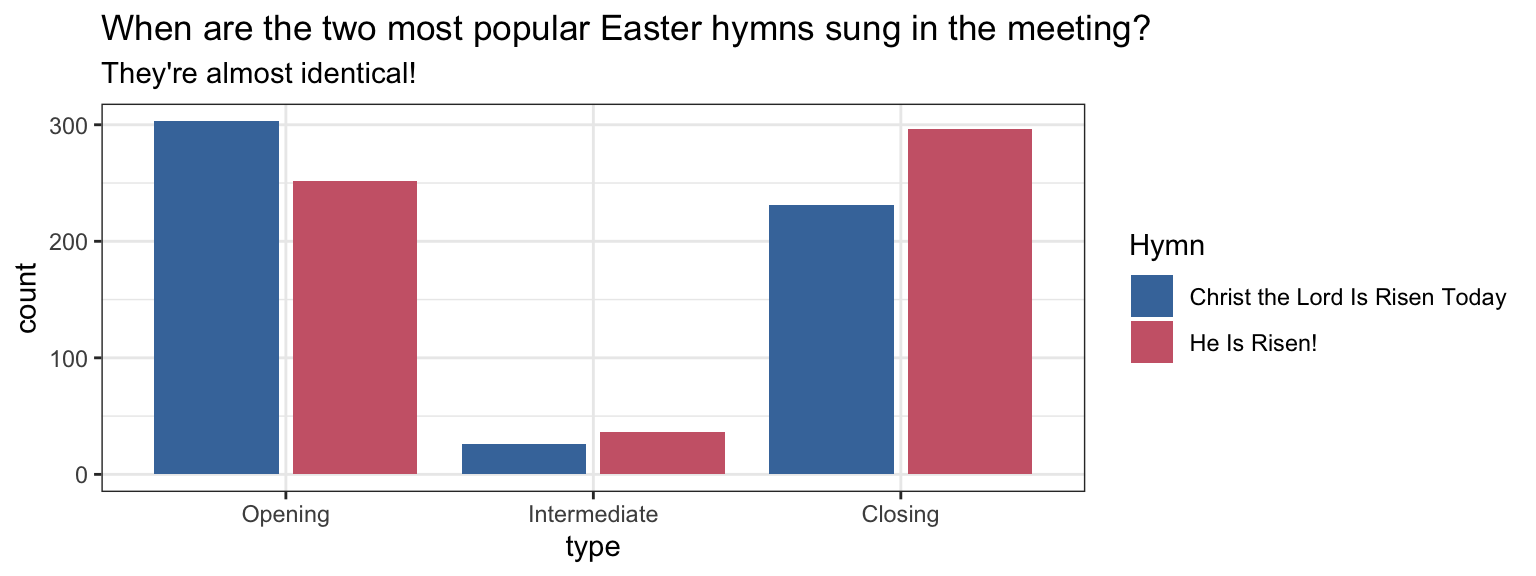 When are the two most popular Easter hymns sung in the meeting?
They're almost identical!
300
200
100
0
count
Opening
Intermediate
Closing
type
Hymn
Christ the Lord Is Risen Today
He Is Risen!